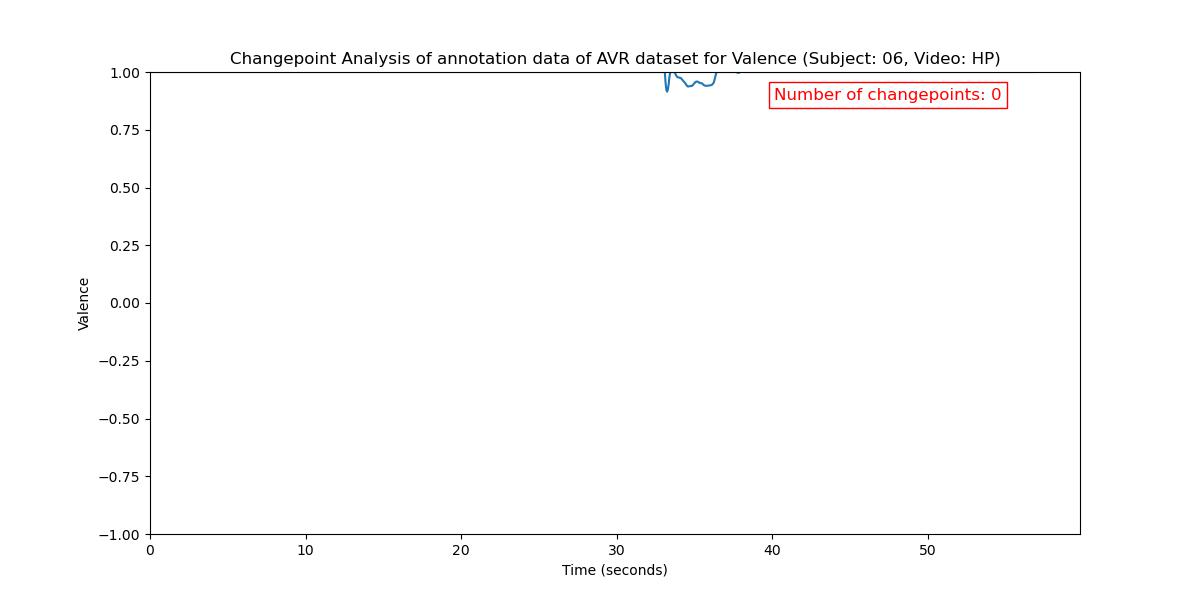 Changepoint Analysis of annotation data of AVR dataset for Valence (Subject: 06, Video: HP)
Number of changepoints: 0
1.00
0.75
0.50
0.25
0.00
−0.25
−0.50
−0.75
−1.00
Valence
0 10 20 30 40 50
Time (seconds)